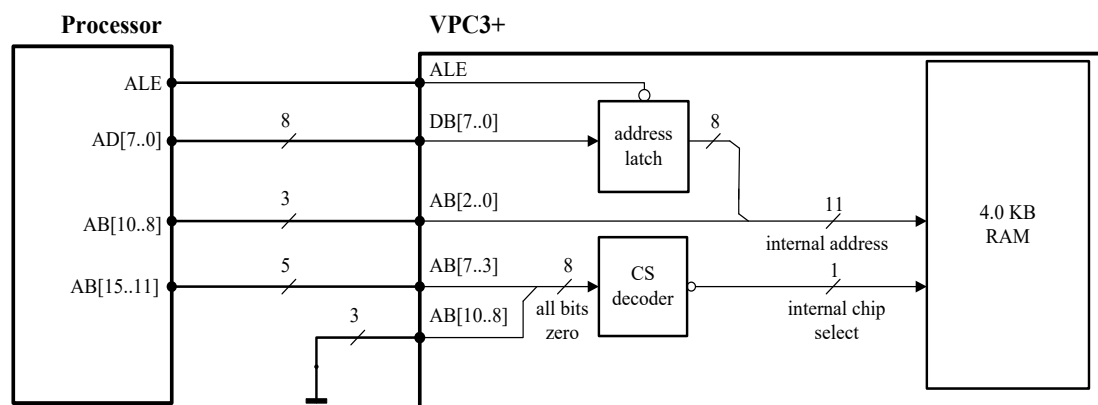 Processor
VPC3+
ALE
ALE
AD[7..0]
8
DB[7..0]
address
latch
8
AB[10..8]
3
AB[2..0]
11
internal address
4.0 KB
RAM
AB[15..11]
5
AB[7..3]
8
all bits
zero
CS
decoder
1
internal chip
select
3
AB[10..8]